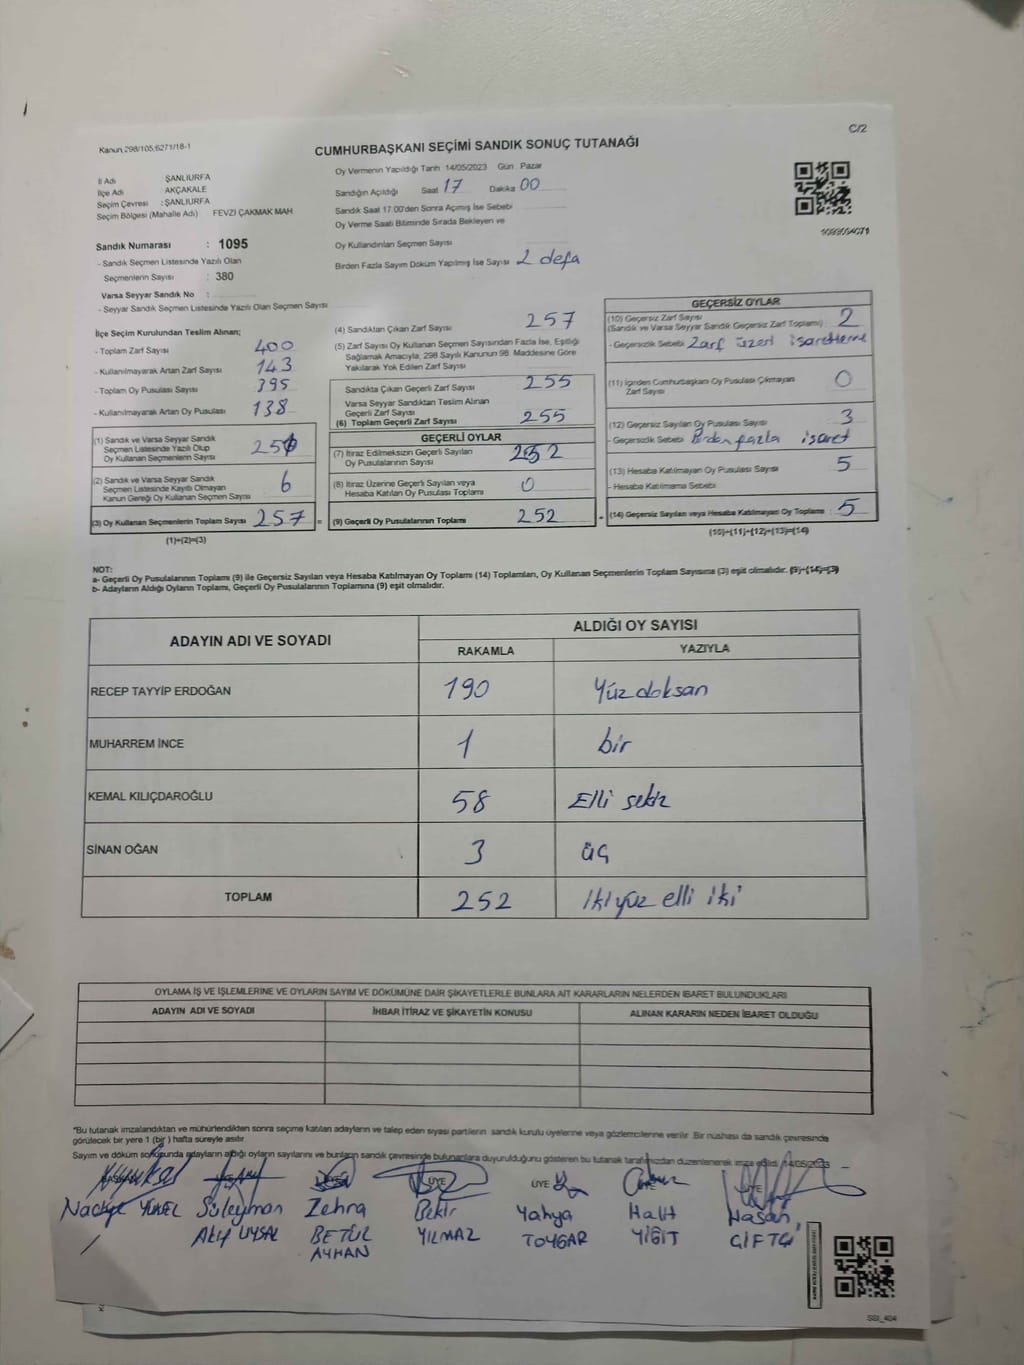 C/2
Kanun 298/105,6271/18-1
CUMHURBAŞKANI SEÇİMİ SANDIK SONUÇ TUTANAĞI
İl Adı ŞANLIURFA
İlçe Adı AKÇAKALE
Seçim Çevresi : ŞANLIURFA
Seçim Bölgesi (Mahalle Adı) FEVZİ ÇAKMAK MAH
Oy Vermenin Yapıldığı Tarih 14/05/2023 Gün : Pazar
Sandığın Açıldığı Saat 17 Dakika 00
Sandık Saat 17:00'den Sonra Açımış İse Sebebi
Oy Verme Saati Bitiminde Sırada Bekleyen ve
Oy Kullandırılan Seçmen Sayısı
Birden Fazla Sayım Döküm Yapılmış İse Sayısı 2 defa
Sandık Numarası : 1095
- Sandık Seçmen Listesinde Yazılı Olan
Seçmenlerin Sayısı : 380
Varsa Seyyar Sandık No :
- Seyyar Sandık Seçmen Listesinde Yazılı Olan Seçmen Sayısı
İlçe Seçim Kurulundan Teslim Alınan;
- Toplam Zarf Sayısı 400
- Kullanılmayarak Artan Zarf Sayısı 143
- Toplam Oy Pusulası Sayısı 395
- Kullanılmayarak Artan Oy Pusulası 138
(1) Sandık ve Varsa Seyyar Sandık
Seçmen Listesinde Yazılı Olup
Oy Kullanan Seçmenlerin Sayısı
(2) Sandık ve Varsa Seyyar Sandık
Seçmen Listesinde Kayıtlı Olmayan
Kanun Gereği Oy Kullanan Seçmen Sayısı 6
(3) Oy Kullanan Seçmenlerin Toplam Sayısı 257 =
(1)+(2)=(3)
(4) Sandıktan Çıkan Zarf Sayısı 257
(5) Zarf Sayısı Oy Kullanan Seçmen Sayısından Fazla İse, Eşitliği
Sağlamak Amacıyla, 298 Sayılı Kanunun 98. Maddesine Göre
Yakılarak Yok Edilen Zarf Sayısı
Sandıkta Çıkan Geçerli Zarf Sayısı 255
Varsa Seyyar Sandıktan Teslim Alınan
Geçerli Zarf Sayısı
(6) Toplam Geçerli Zarf Sayısı 255
GEÇERLİ OYLAR
(7) İtiraz Edilmeksizin Geçerli Sayılan
Oy Pusulalarının Sayısı 252
(8) İtiraz Üzerine Geçerli Sayılan veya
Hesaba Katılan Oy Pusulası Toplamı 0
(9) Geçerli Oy Pusulalarının Toplamı 252 +
GEÇERSİZ OYLAR
(10) Geçersiz Zarf Sayısı
(Sandık ve Varsa Seyyar Sandık Geçersiz Zarf Toplamı) 2
- Geçersizlik Sebebi Zarf üzeri işaretleme
(11) İçinden Cumhurbaşkanı Oy Pusulası Çıkmayan
Zarf Sayısı 0
(12) Geçersiz Sayılan Oy Pusulası Sayısı 3
- Geçersizlik Sebebi Birden fazla işaret
(13) Hesaba Katılmayan Oy Pusulası Sayısı 5
- Hesaba Katılmama Sebebi
(14) Geçersiz Sayılan veya Hesaba Katılmayan Oy Toplamı : 5
(10)+(11)+(12)+(13)=(14)
NOT:
a- Geçerli Oy Pusulalarının Toplamı (9) ile Geçersiz Sayılan veya Hesaba Katılmayan Oy Toplamı (14) Toplamları, Oy Kullanan Seçmenlerin Toplam Sayısına (3) eşit olmalıdır. (9)+(14)=(3)
b- Adayların Aldığı Oyların Toplamı, Geçerli Oy Pusulalarının Toplamına (9) eşit olmalıdır.
ADAYIN ADI VE SOYADI ALDIĞI OY SAYISI
RAKAMLA YAZIYLA
RECEP TAYYİP ERDOĞAN 190 Yüz doksan
MUHARREM İNCE 1 bir
KEMAL KILIÇDAROĞLU 58 Elli sekiz
SİNAN OĞAN 3 üç
TOPLAM 252 İki yüz elli iki
OYLAMA İŞ VE İŞLEMLERİNE VE OYLARIN SAYIM VE DÖKÜMÜNE DAİR ŞİKAYETLERLE BUNLARA AİT KARARLARIN NELERDEN İBARET BULUNDUKLARI
ADAYIN ADI VE SOYADI İHBAR İTİRAZ VE ŞİKAYETİN KONUSU ALINAN KARARIN NEDEN İBARET OLDUĞU
*Bu tutanak imzalandıktan ve mühürlendikten sonra seçime katılan adayların ve talep eden siyasi partilerin sandık kurulu üyelerine veya gözlemcilerine verilir. Bir nüshası da sandık çevresinde
görülecek bir yere 1 (bir) hafta süreyle asılır
Sayım ve döküm sonunda adayların aldığı oyların sayılarını ve bunların sandık çevresinde bulunanlara duyurulduğunu gösteren bu tutanak tarafımızdan düzenlenerek imza edildi. 14/05/2023
ÜYE ÜYE ÜYE
Naciye YÜKSEL Süleyman Zehra Bekir Yahya Halit Hasan
Akif UYSAL BETÜL YILMAZ TOYGAR YİĞİT ÇİFTÇİ
AYHAN
SSI_404